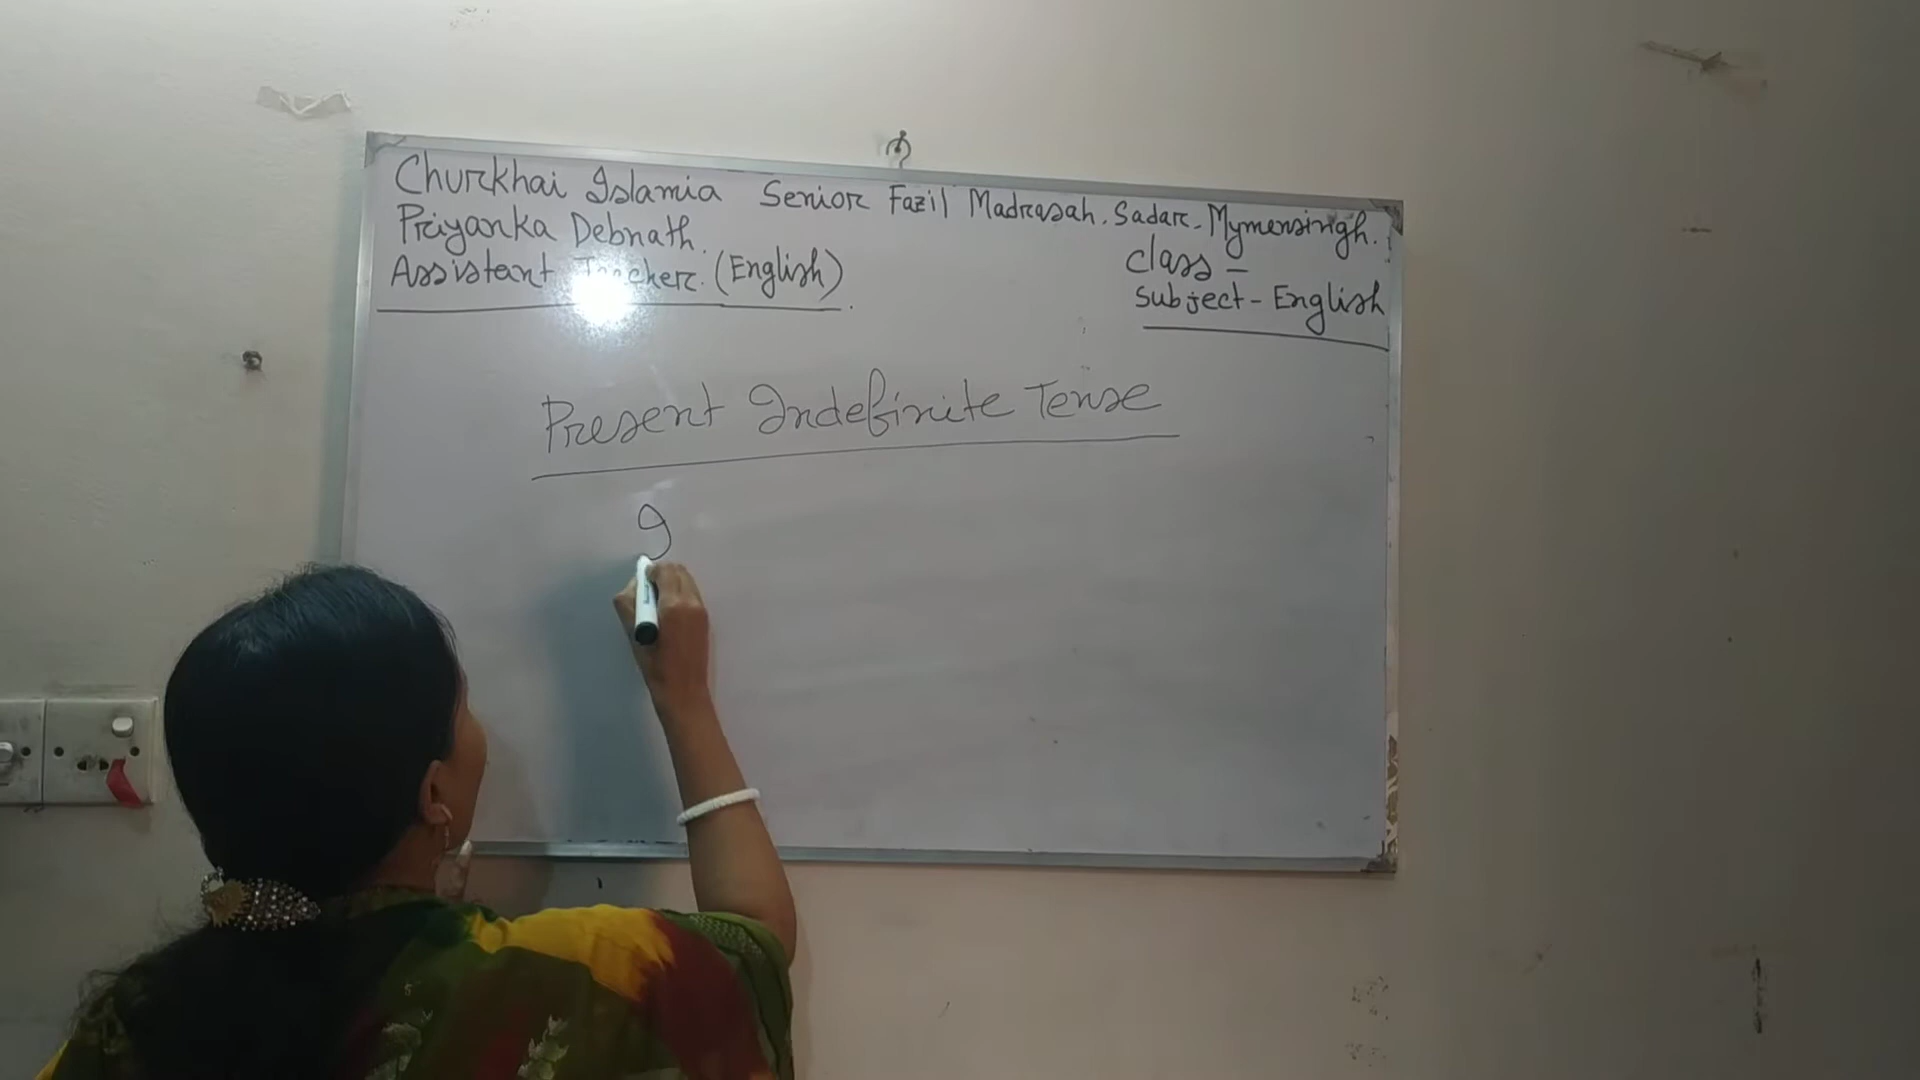 Churkhai Islamia Senior Fazil Madrasah. Sadar. Mymensingh.
Priyanka Debnath.
Assistant Teacher. (English)
Class -
Subject - English
Present Indefinite Tense
I